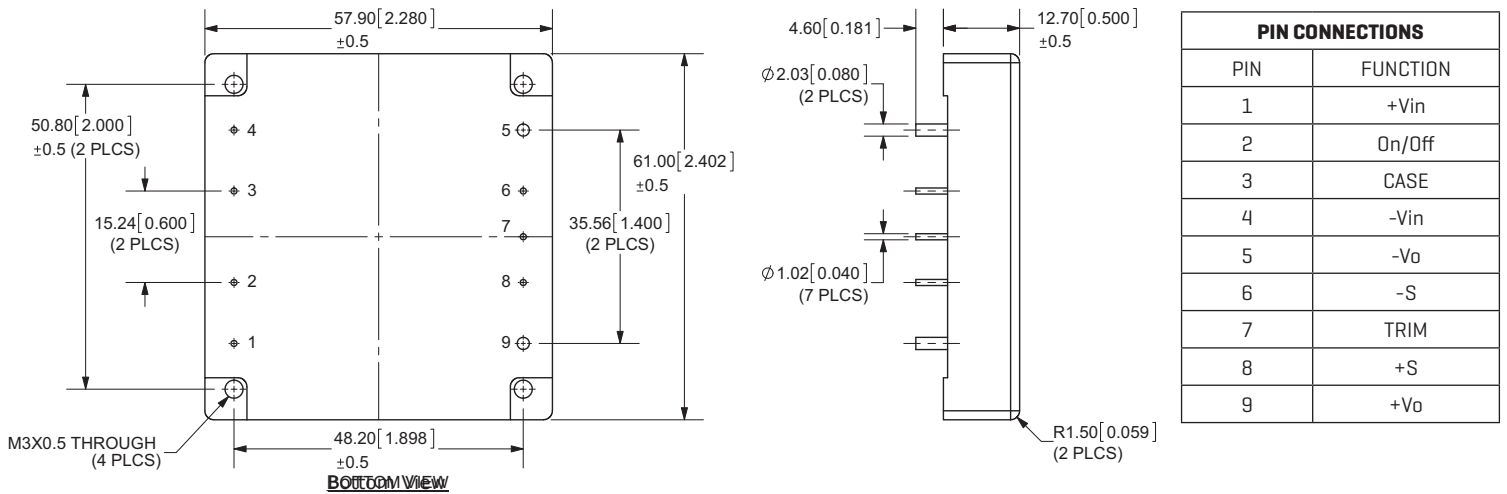 57.90[2.280]
±0.5
4.60[0.181]
12.70[0.500]
±0.5
Ø2.03[0.080]
(2 PLCS)
50.80[2.000]
±0.5 (2 PLCS)
4
5
61.00[2.402]
±0.5
3
6
15.24[0.600]
(2 PLCS)
7
35.56[1.400]
(2 PLCS)
Ø1.02[0.040]
(7 PLCS)
2
8
1
9
M3X0.5 THROUGH
(4 PLCS)
48.20[1.898]
±0.5
R1.50[0.059]
(2 PLCS)
Bottom View
PIN CONNECTIONS
PIN FUNCTION
1 +Vin
2 On/Off
3 CASE
4 -Vin
5 -Vo
6 -S
7 TRIM
8 +S
9 +Vo